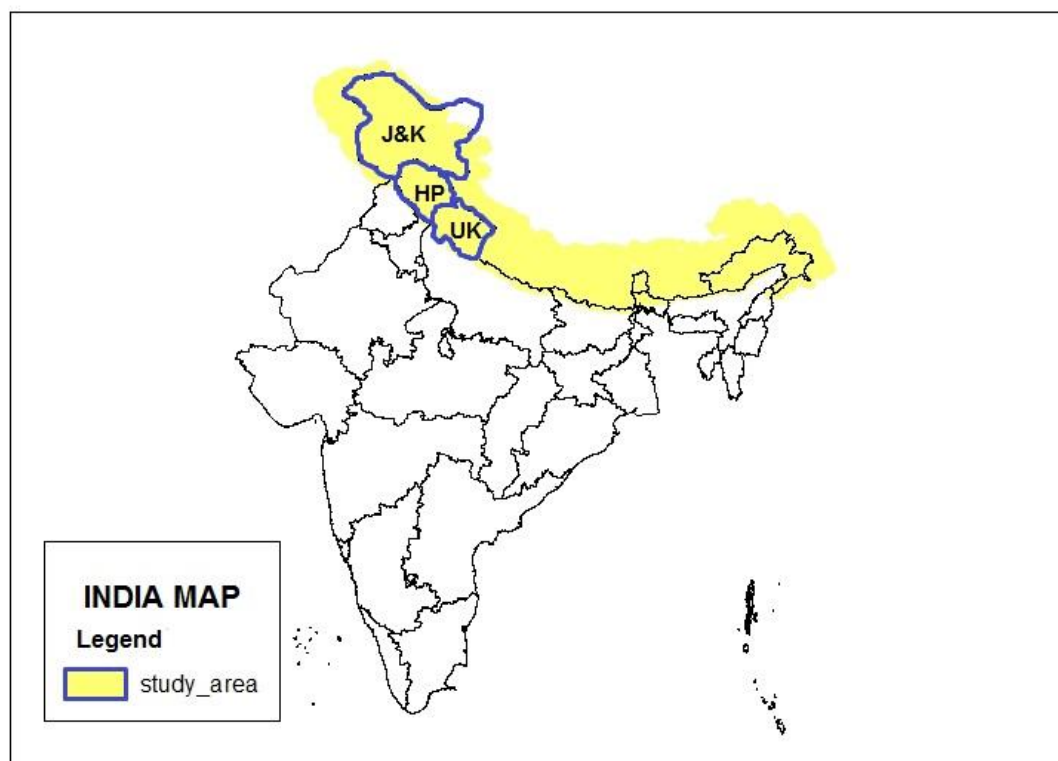 J&K
HP
UK
INDIA MAP
Legend
study_area